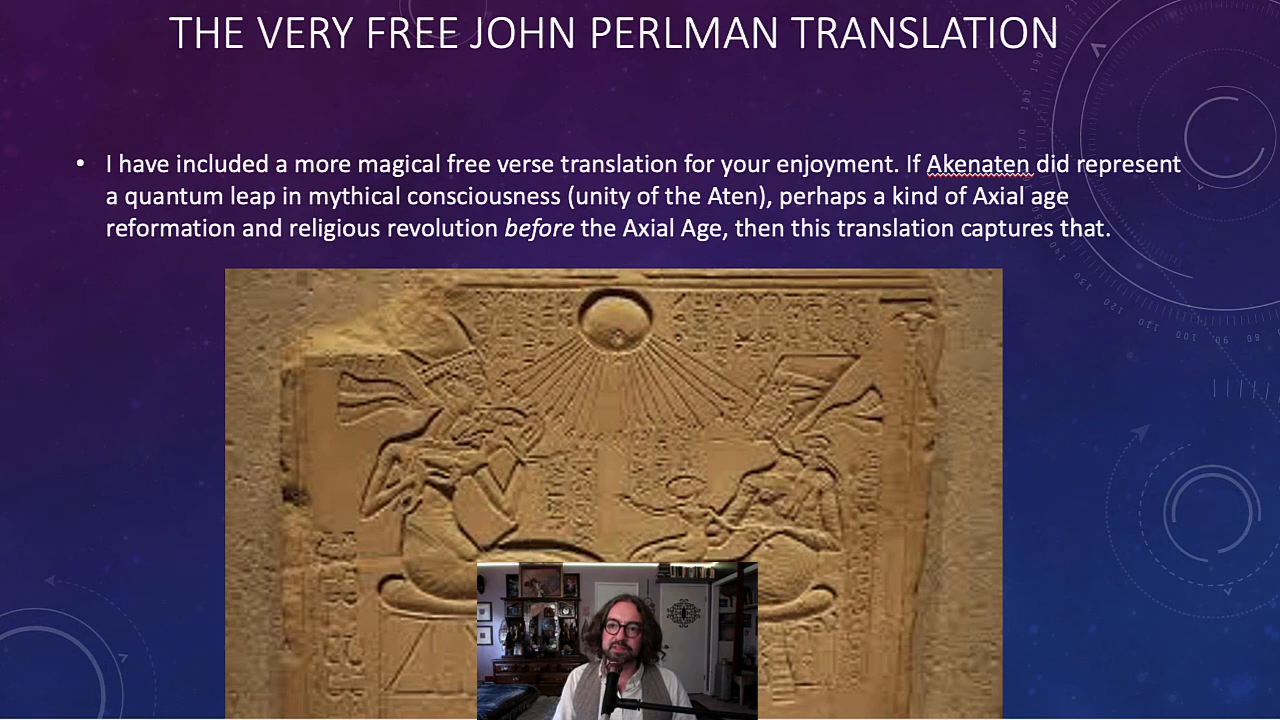 THE VERY FREE JOHN PERLMAN TRANSLATION
• I have included a more magical free verse translation for your enjoyment. If Akenaten did represent
a quantum leap in mythical consciousness (unity of the Aten), perhaps a kind of Axial age
reformation and religious revolution before the Axial Age, then this translation captures that.